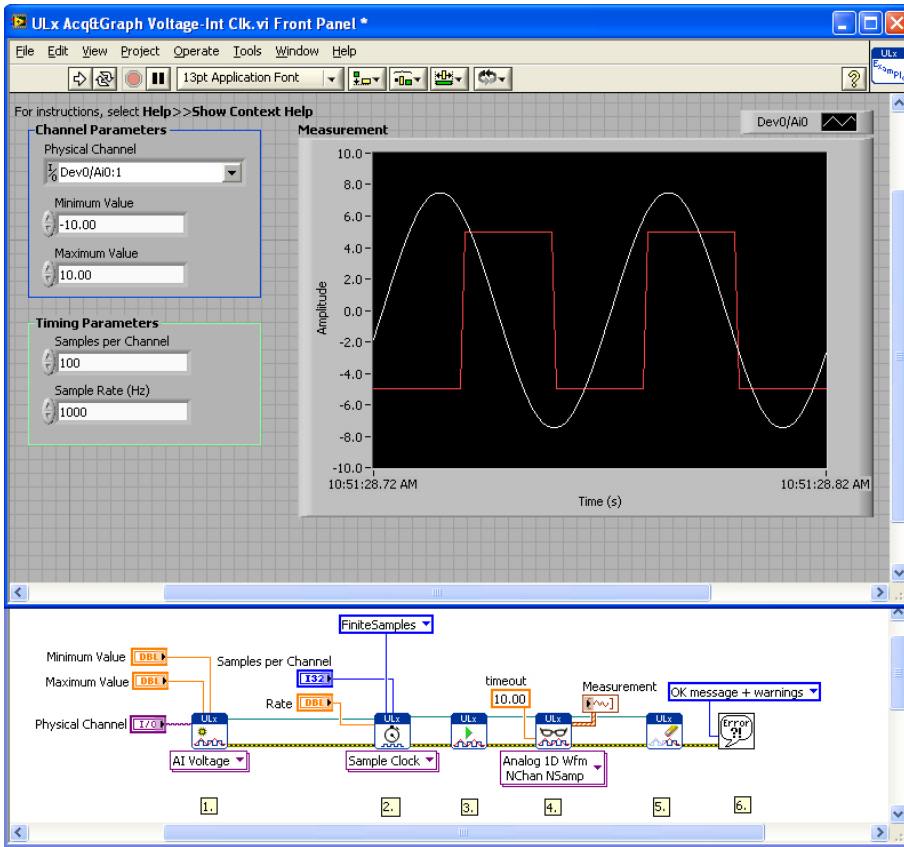 ULx Acq&Graph Voltage-Int Clk.vi Front Panel *
File Edit View Project Operate Tools Window Help
13pt Application Font
?
ULx
Example
For instructions, select Help>>Show Context Help
Channel Parameters
Physical Channel
I/O Dev0/Ai0:1
Minimum Value
-10.00
Maximum Value
10.00
Timing Parameters
Samples per Channel
100
Sample Rate (Hz)
1000
Measurement
Dev0/Ai0
10.0
8.0
6.0
4.0
2.0
0.0
-2.0
-4.0
-6.0
-8.0
-10.0
Amplitude
10:51:28.72 AM
10:51:28.82 AM
Time (s)
FiniteSamples
Minimum Value DBL
Maximum Value DBL
Samples per Channel
I32
Rate DBL
Physical Channel I/O
timeout
10.00
Measurement
OK message + warnings
ULx
ULx
ULx
ULx
ULx
Error
?!
AI Voltage
Sample Clock
Analog 1D Wfm
NChan NSamp
1.
2.
3.
4.
5.
6.